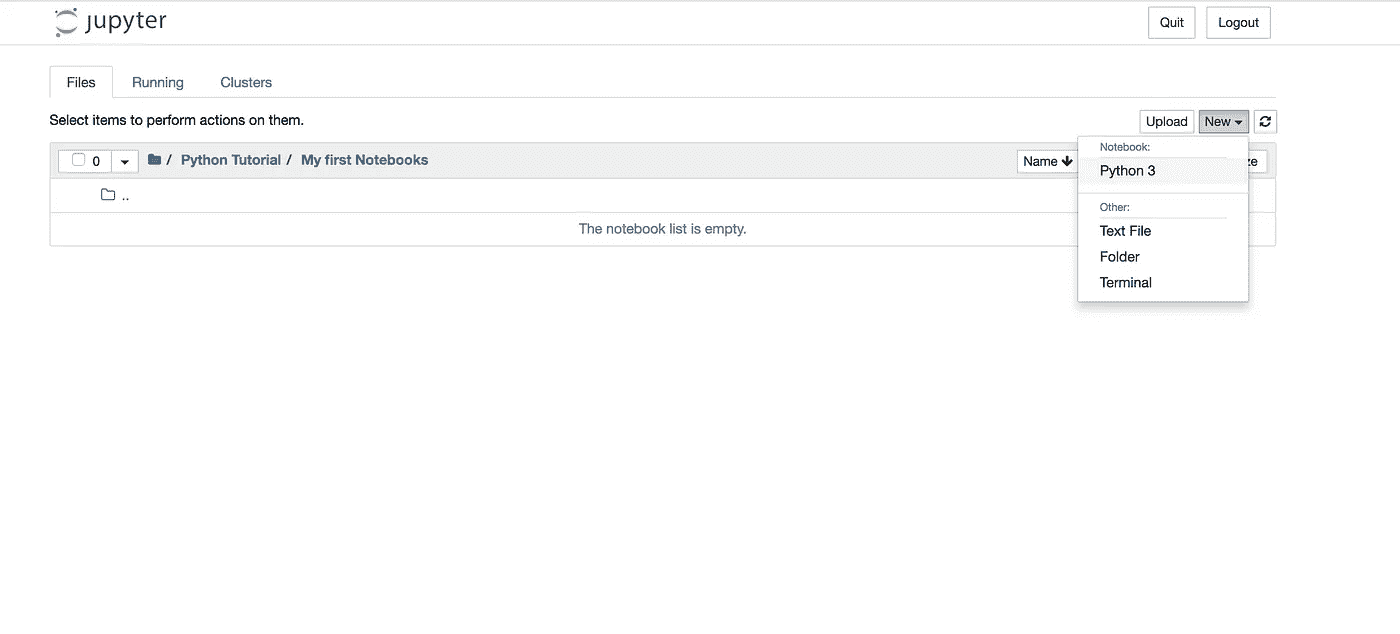 jupyter
Quit Logout
Files Running Clusters
Select items to perform actions on them.
Upload New
0 / Python Tutorial / My first Notebooks
Name
Notebook:
Python 3
..
Other:
The notebook list is empty.
Text File
Folder
Terminal